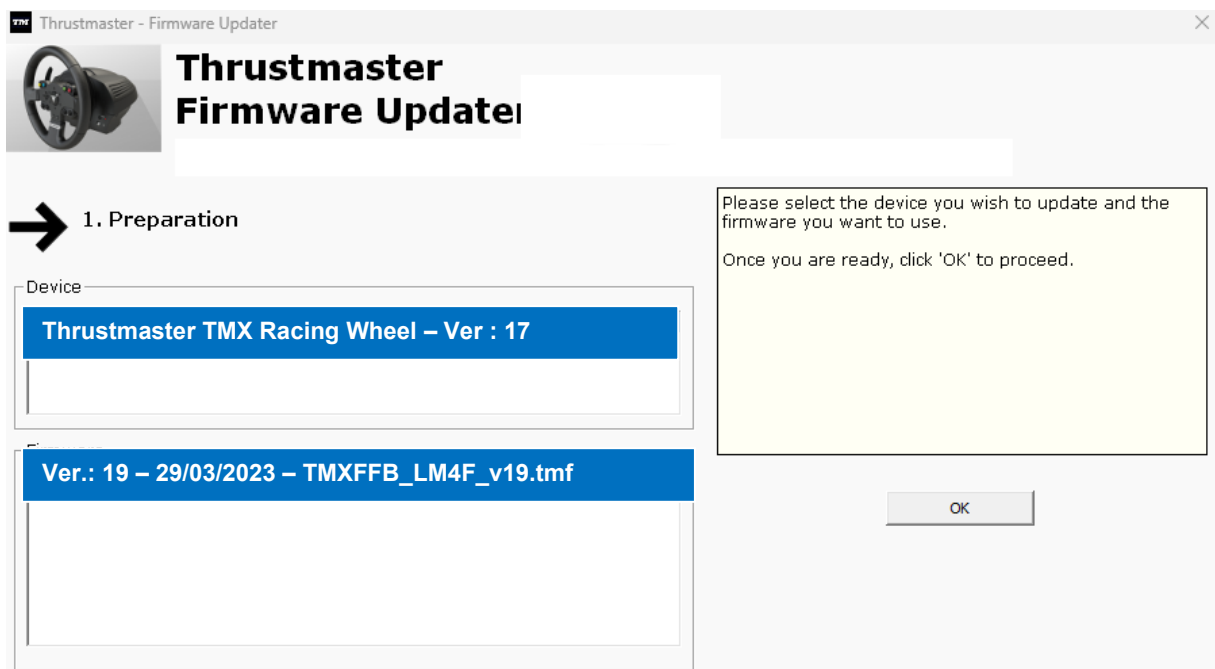 TM Thrustmaster - Firmware Updater
Thrustmaster
Firmware Updater
1. Preparation
Please select the device you wish to update and the
firmware you want to use.
Once you are ready, click 'OK' to proceed.
Device
Thrustmaster TMX Racing Wheel – Ver : 17
Ver.: 19 – 29/03/2023 – TMXFFB_LM4F_v19.tmf
OK